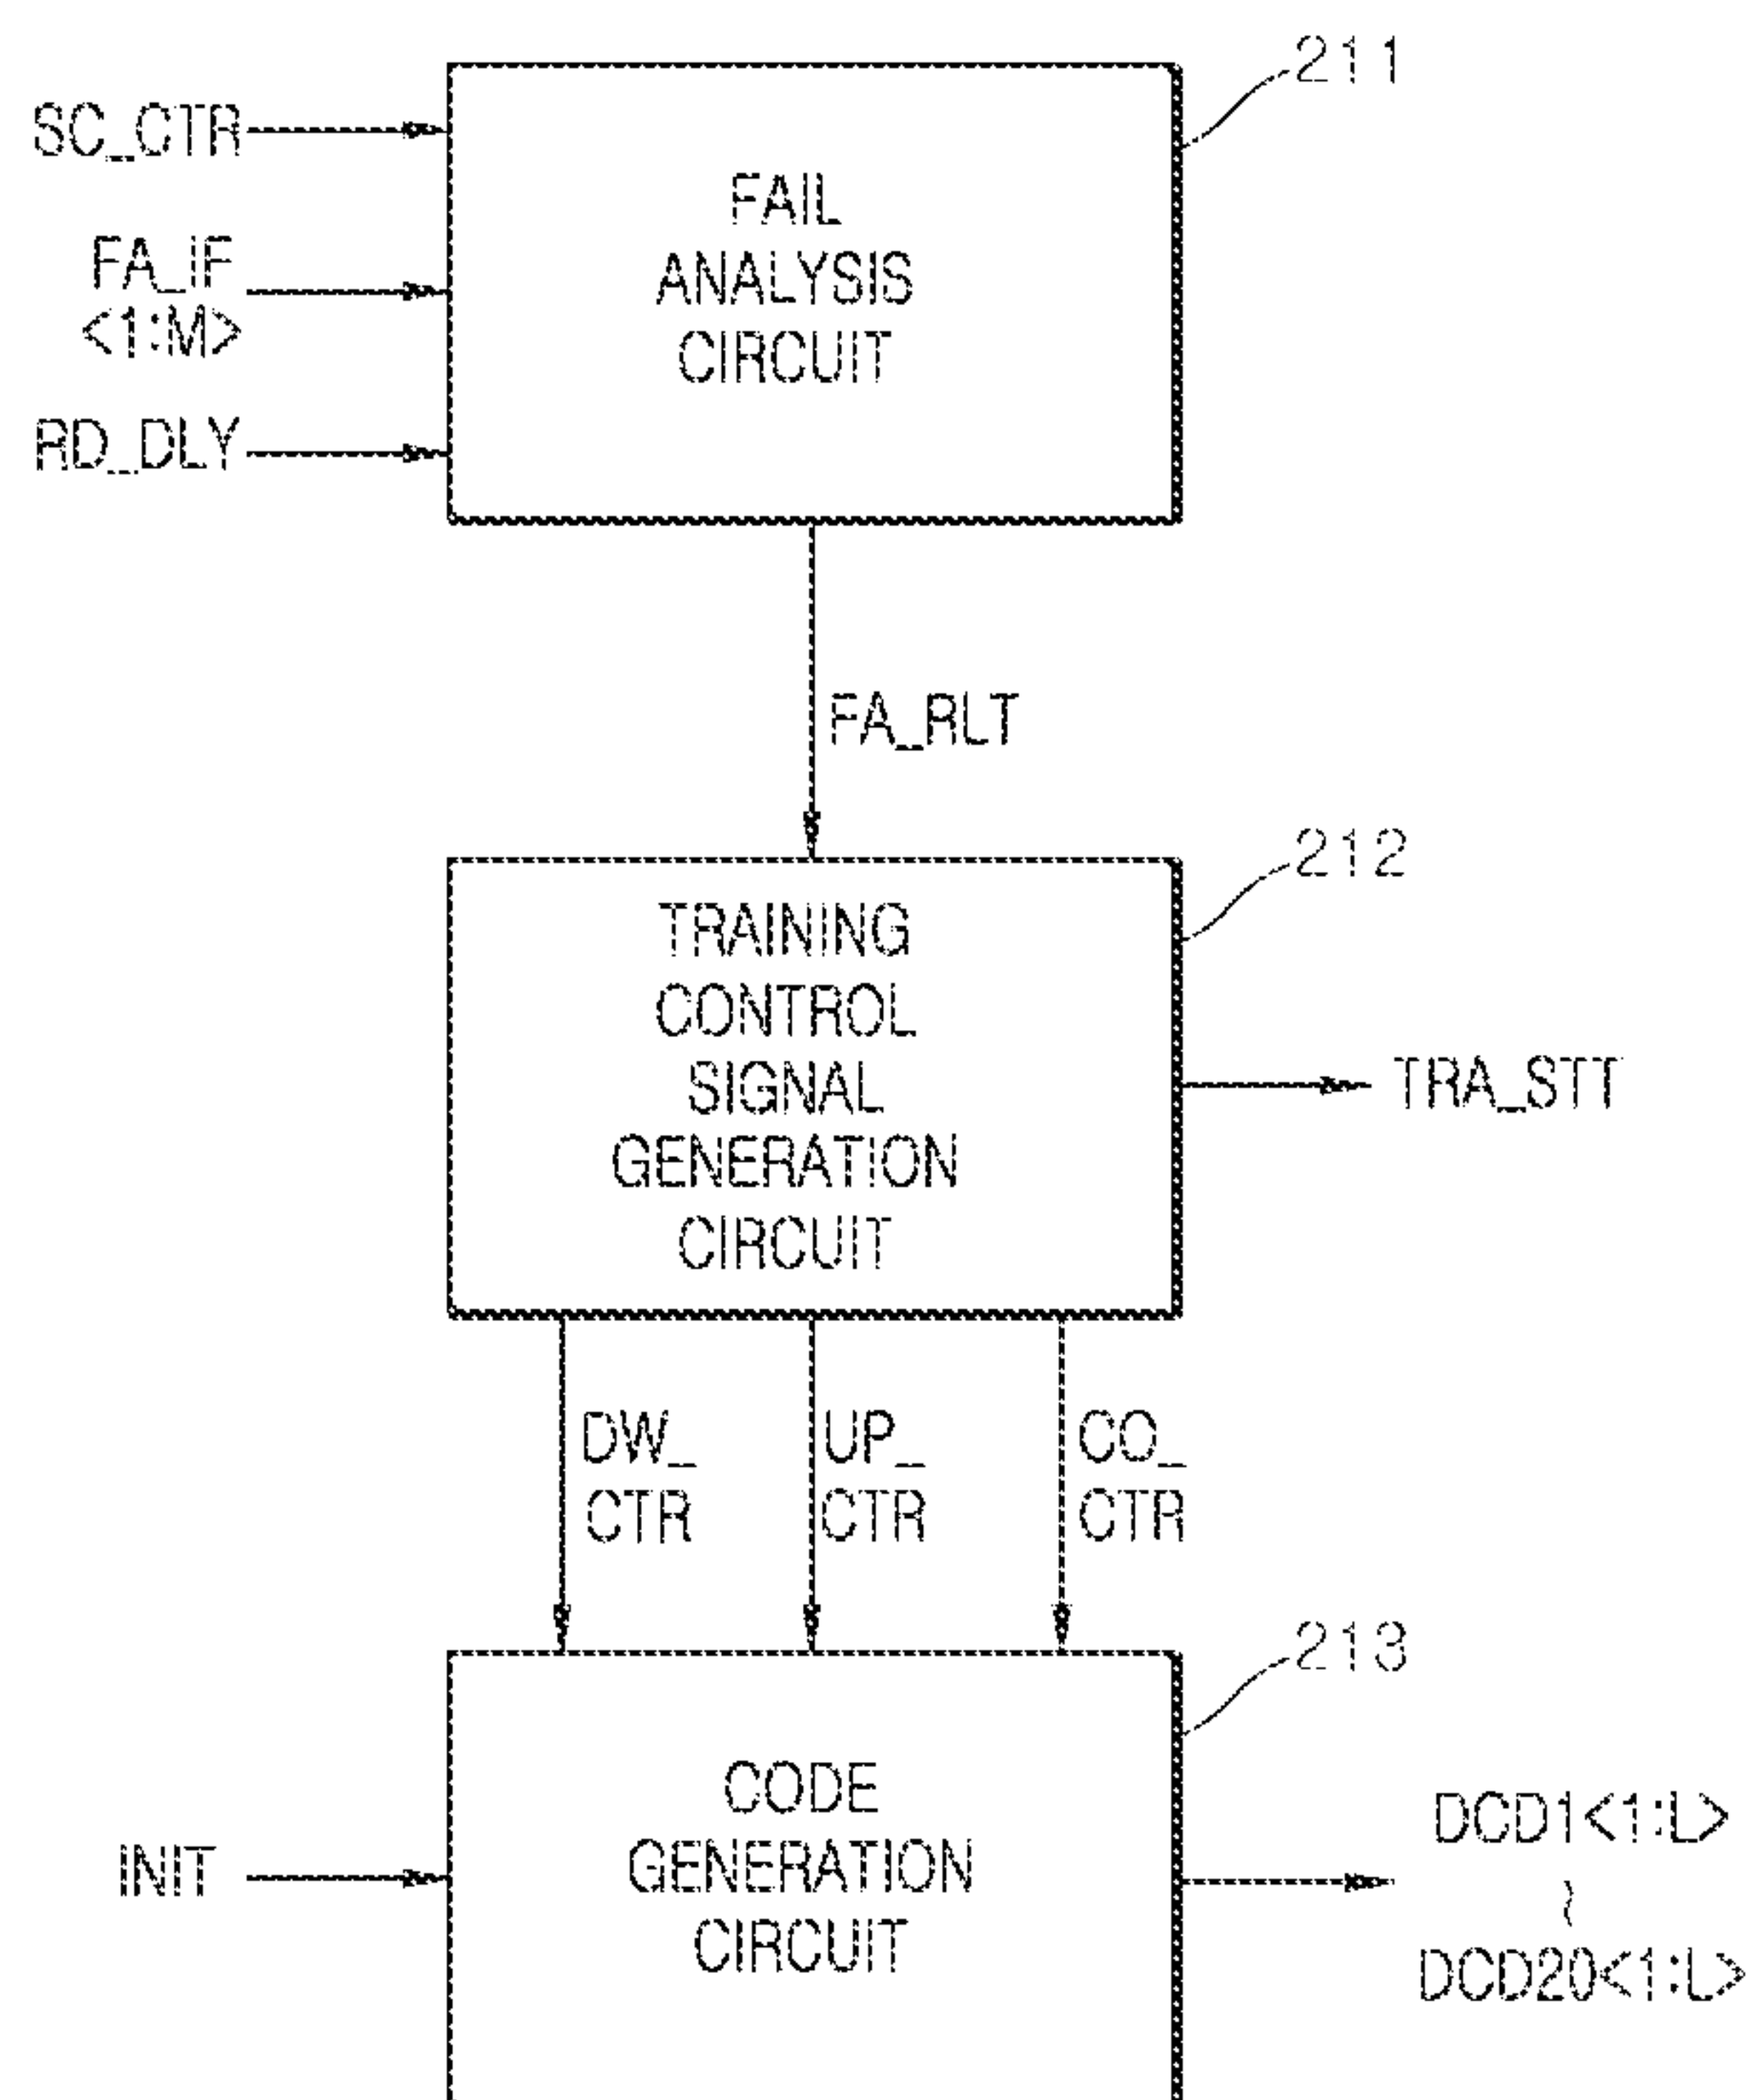 211
SC_CTR
FAIL
ANALYSIS
CIRCUIT
FA_IF
<1:M>
RD_DLY
FA_RLT
212
TRAINING
CONTROL
SIGNAL
GENERATION
CIRCUIT
TRA_STT
DW_
CTR
UP_
CTR
CO_
CTR
213
CODE
GENERATION
CIRCUIT
INIT
DCD1<1:L>
~
DCD20<1:L>